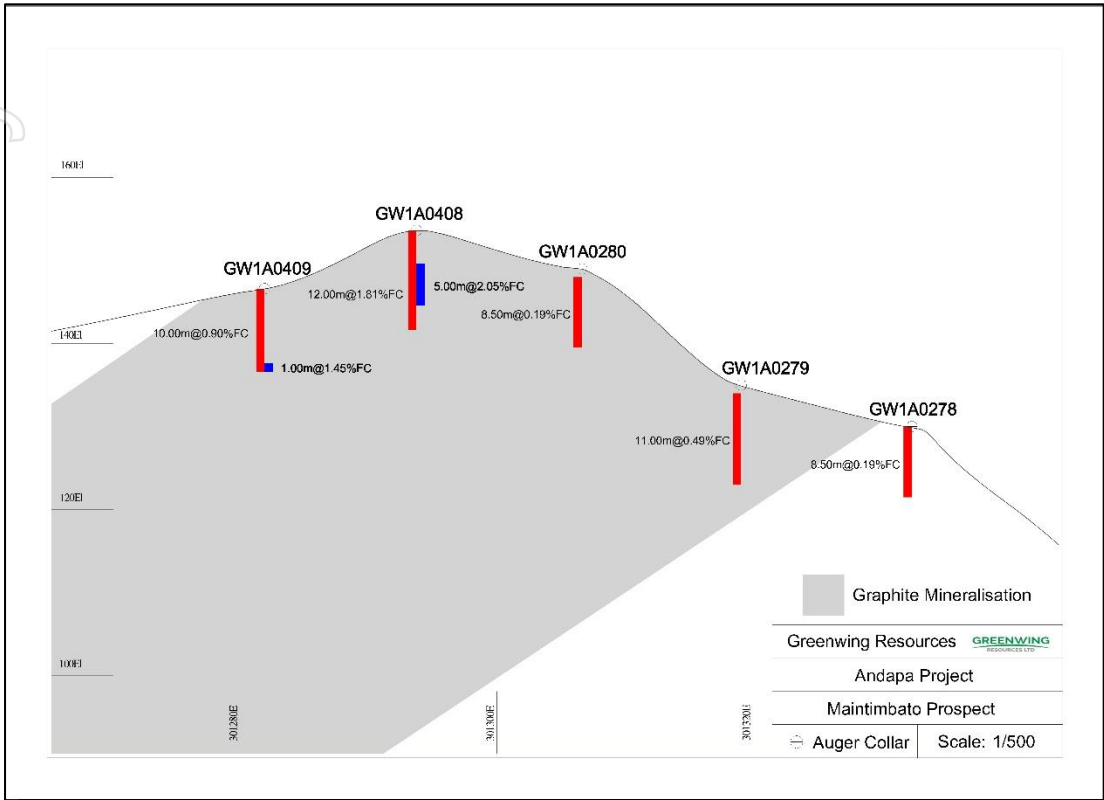 160El
GW1A0408
GW1A0280
GW1A0409
5.00m@2.05%FC
12.00m@1.81%FC
8.50m@0.19%FC
10.00m@0.90%FC
140El
1.00m@1.45%FC
GW1A0279
GW1A0278
11.00m@0.49%FC
8.50m@0.19%FC
120El
Graphite Mineralisation
Greenwing Resources GREENWING
RESOURCES LTD
100El
Andapa Project
301280E
301300E
301320E
Maintimbato Prospect
Auger Collar Scale: 1/500